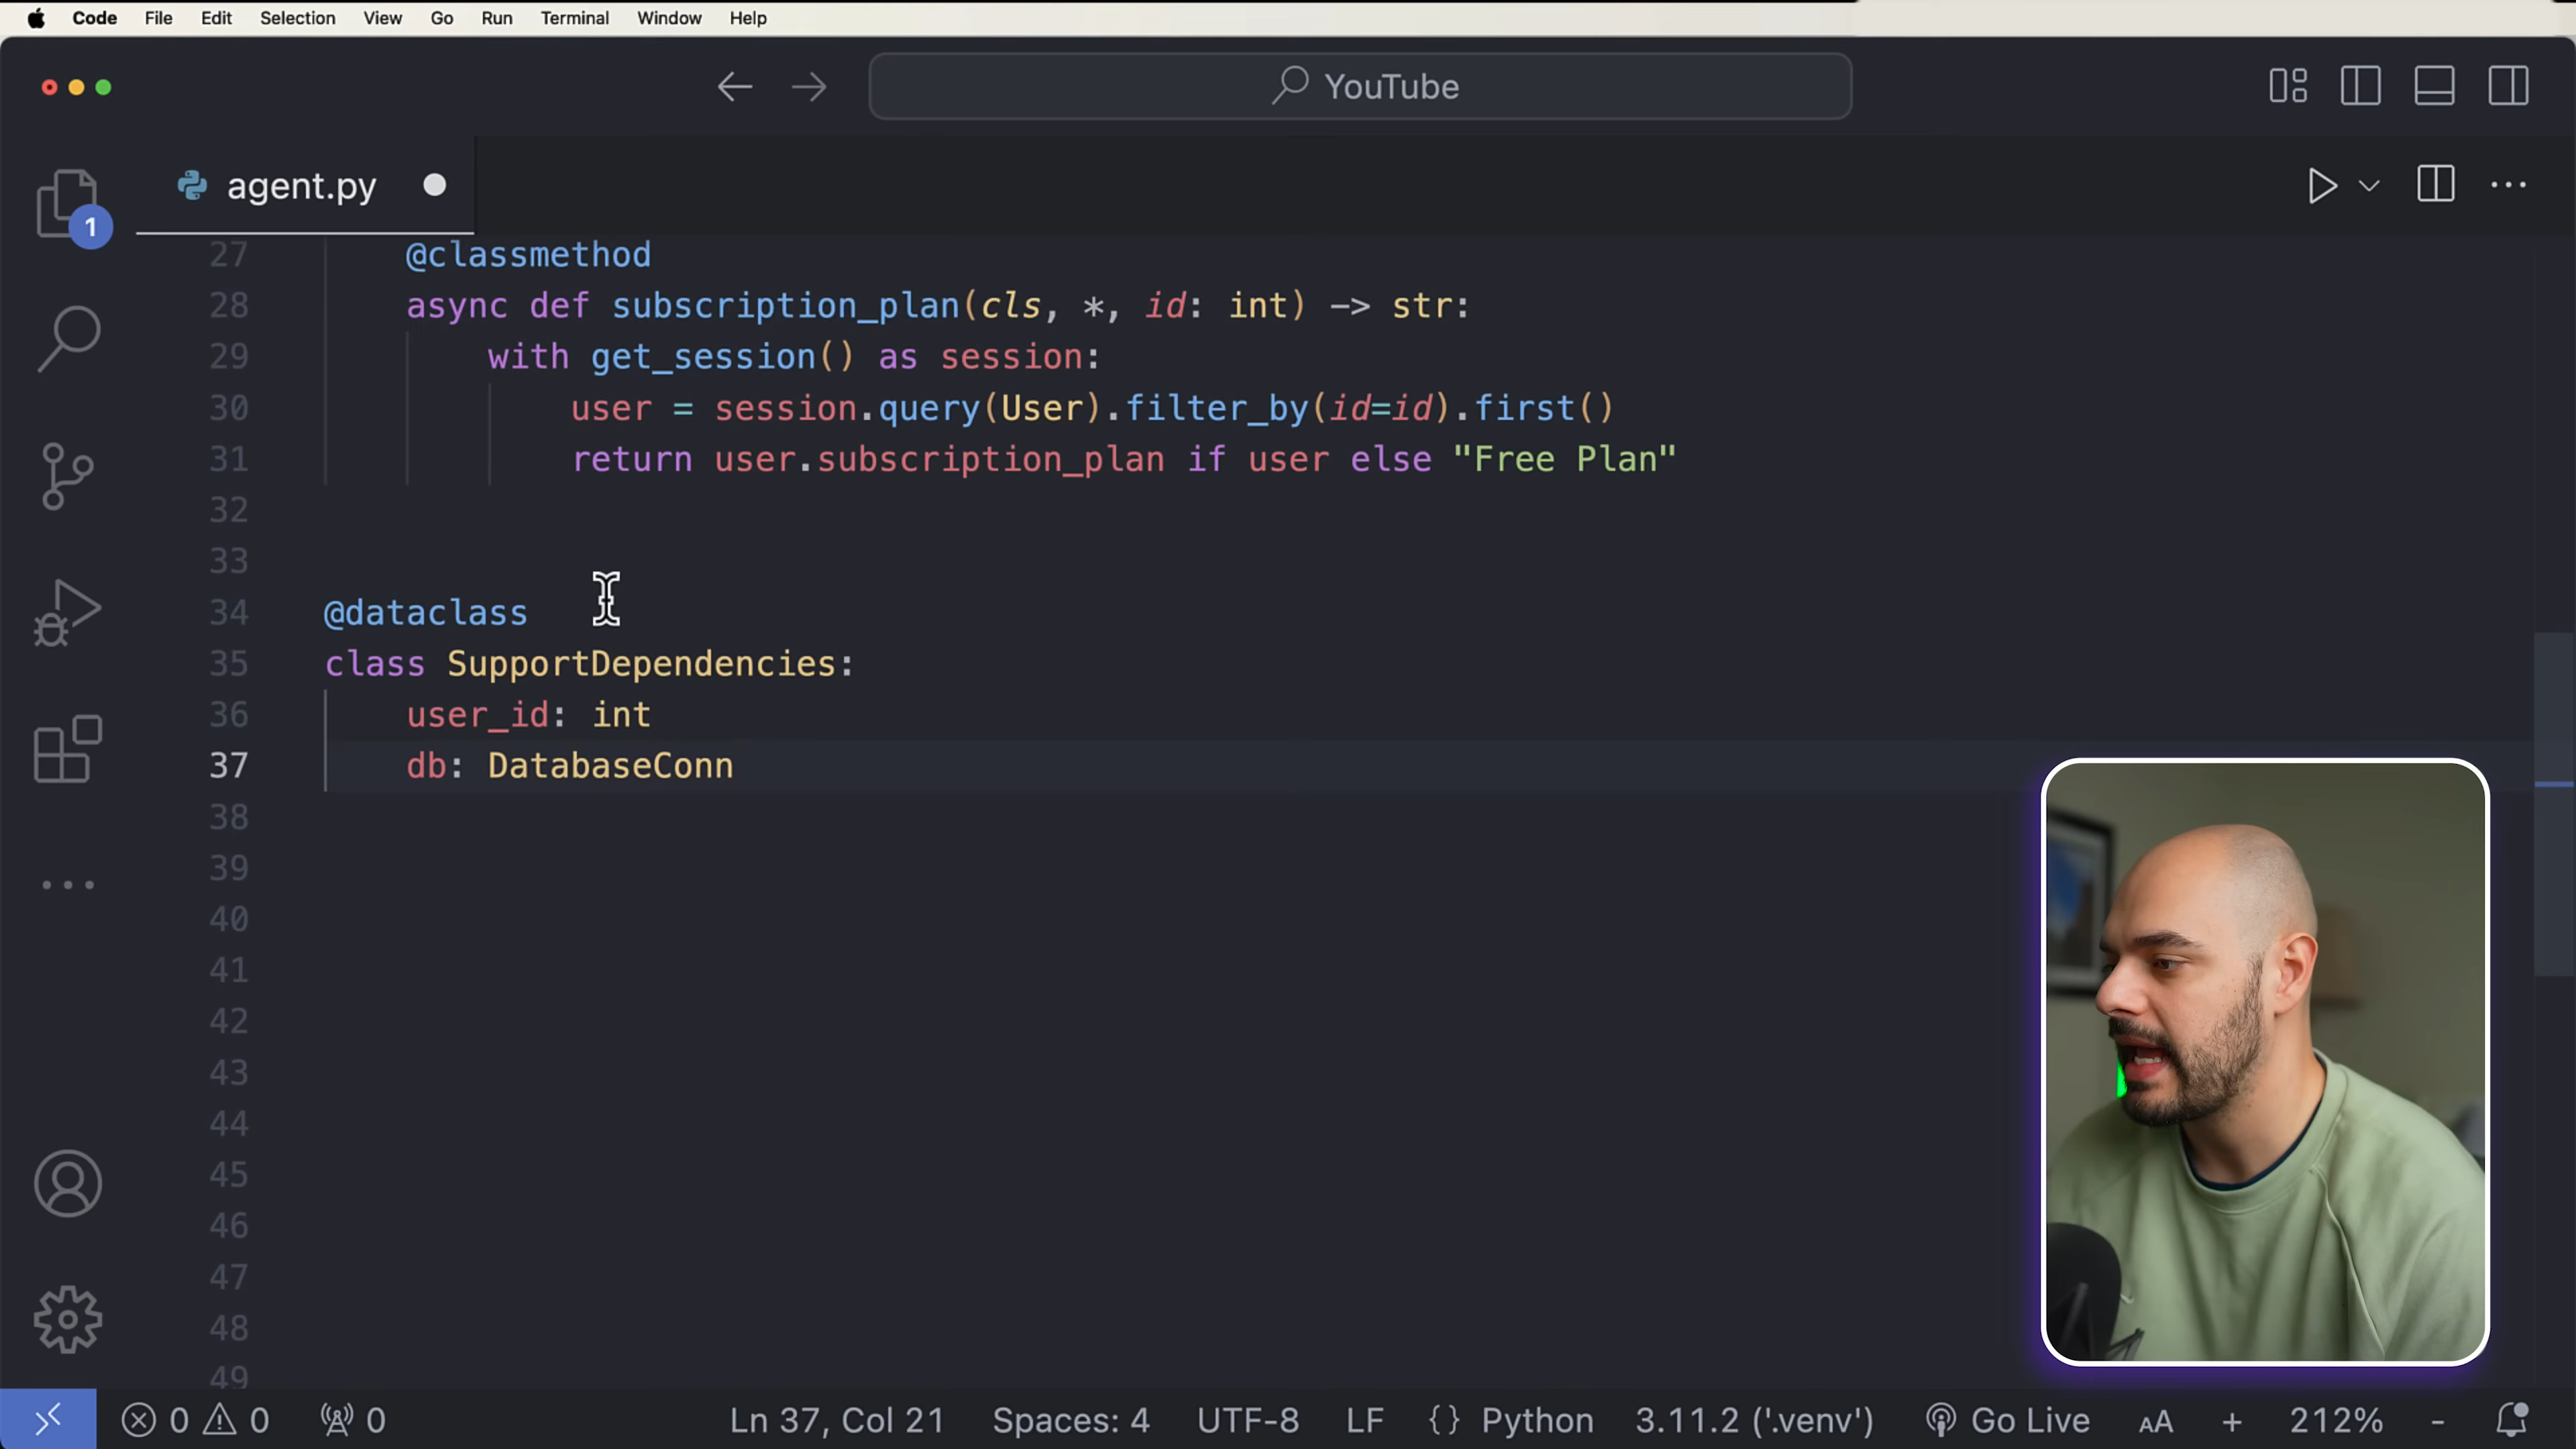 Code File Edit Selection View Go Run Terminal Window Help
YouTube
agent.py
1
27 @classmethod
28 async def subscription_plan(cls, *, id: int) -> str:
29 with get_session() as session:
30 user = session.query(User).filter_by(id=id).first()
31 return user.subscription_plan if user else "Free Plan"
32
33
34 @dataclass
35 class SupportDependencies:
36 user_id: int
37 db: DatabaseConn
38
39
40
41
42
43
44
45
46
47
48
49
0 0 0 Ln 37, Col 21 Spaces: 4 UTF-8 LF {} Python 3.11.2 ('.venv') Go Live AA + 212% -